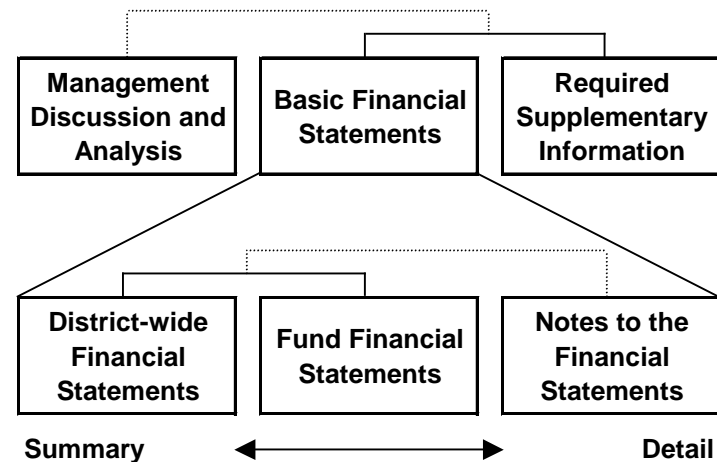 Management
Discussion and
Analysis
Basic Financial
Statements
Required
Supplementary
Information
District-wide
Financial
Statements
Fund Financial
Statements
Notes to the
Financial
Statements
Summary
Detail